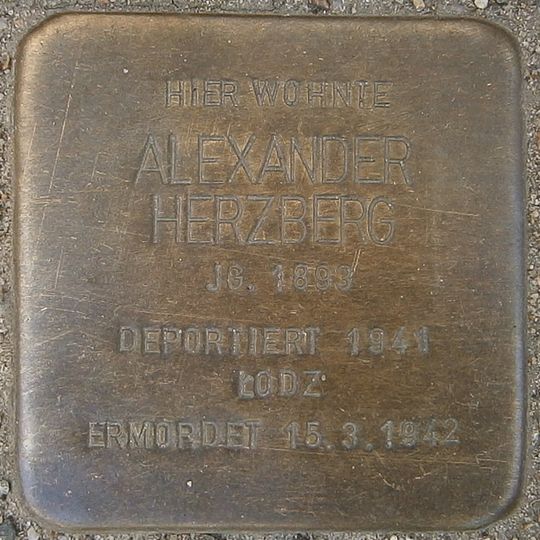 HIER WOHNTE
ALEXANDER
HERZBERG
JG. 1893
DEPORTIERT 1941
ŁODZ
ERMORDET 15.3.1942